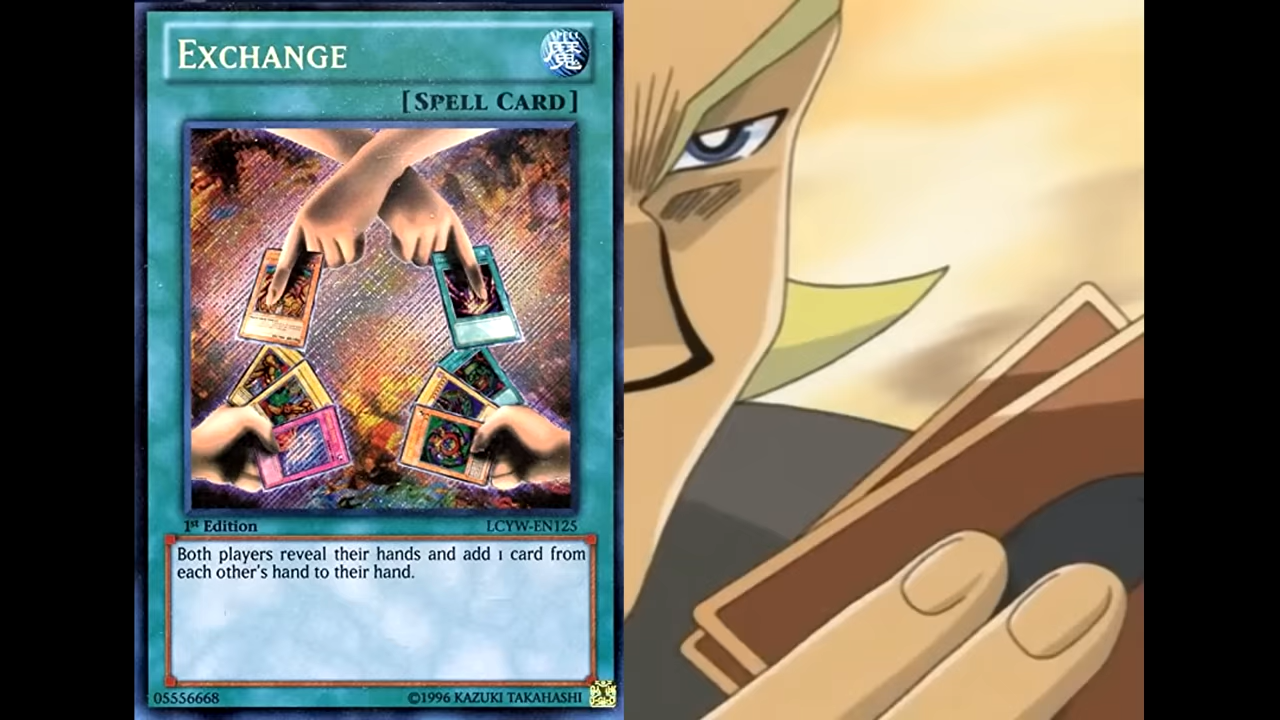 EXCHANGE
魔
[SPELL CARD]
1st Edition
LCYW-EN125
Both players reveal their hands and add 1 card from
each other's hand to their hand.
05556668
©1996 KAZUKI TAKAHASHI